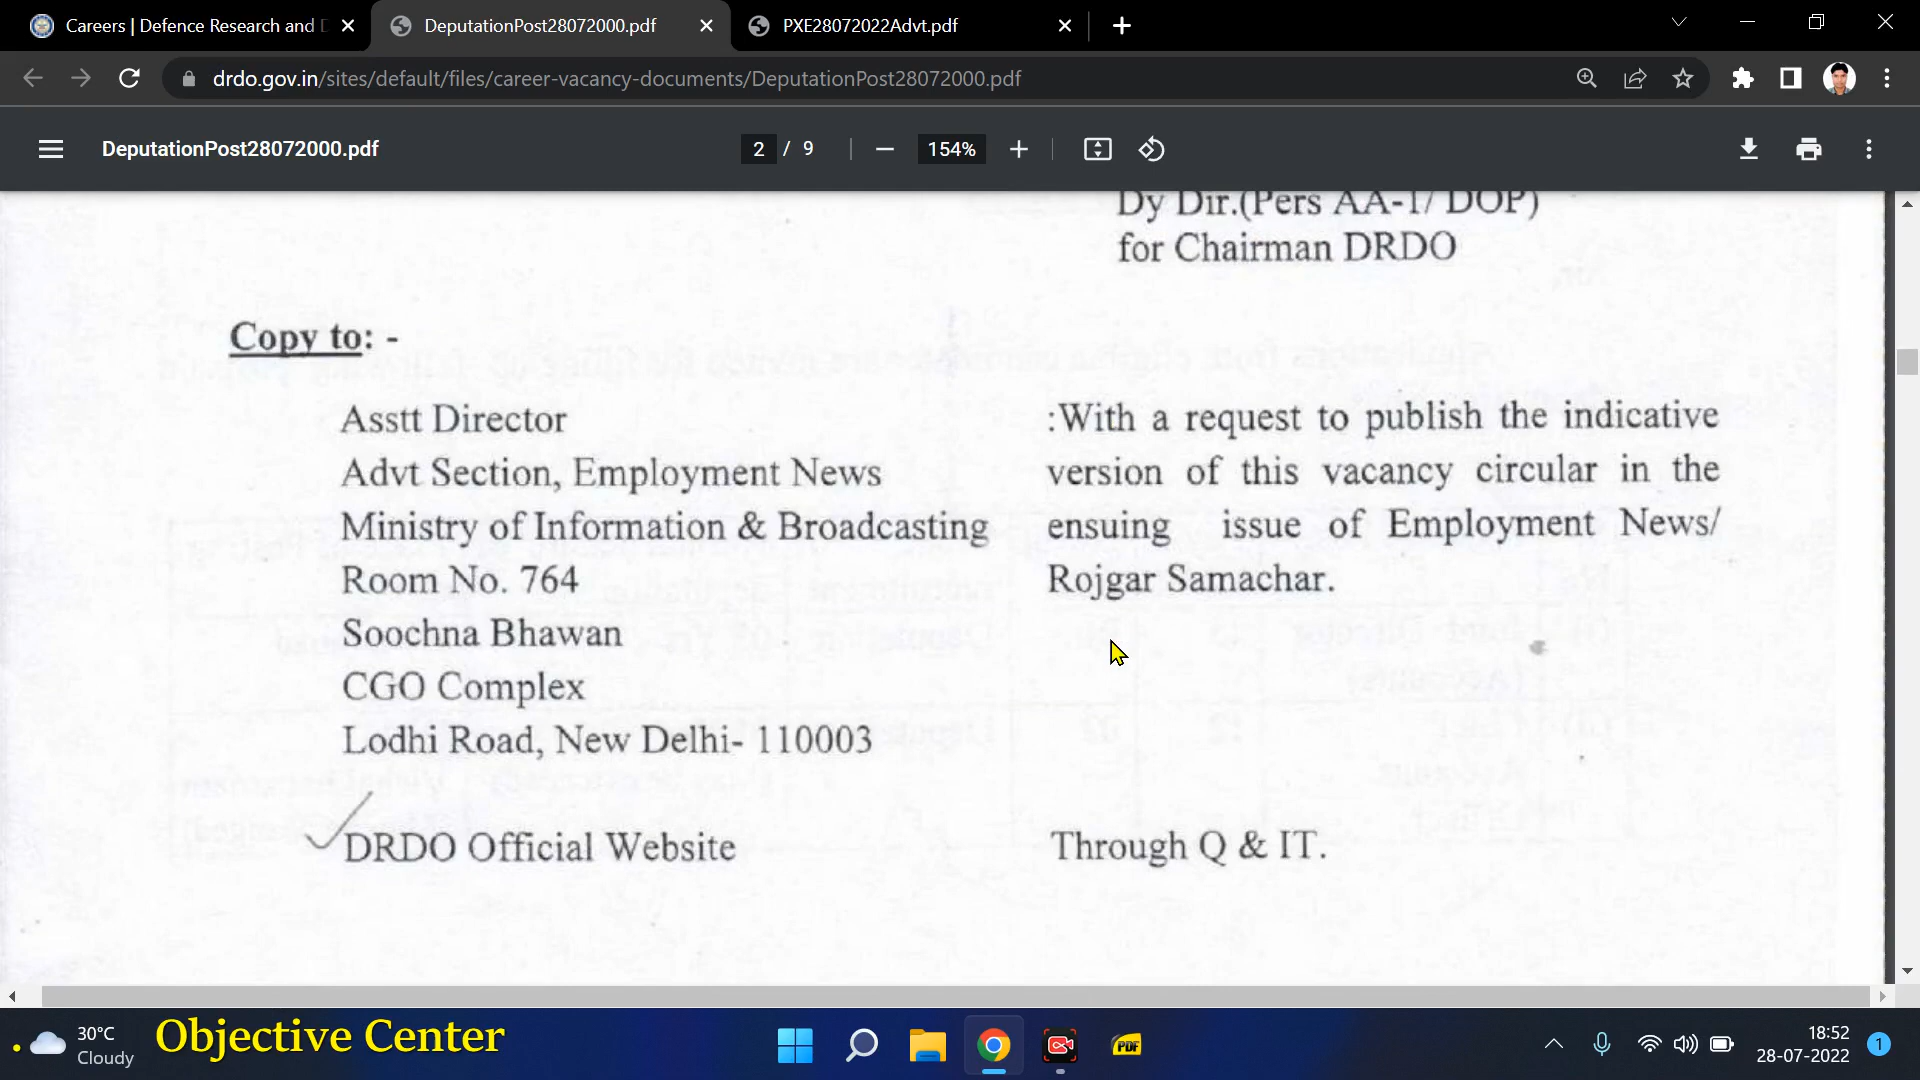 Careers | Defence Research and D
DeputationPost28072000.pdf
PXE28072022Advt.pdf
drdo.gov.in/sites/default/files/career-vacancy-documents/DeputationPost28072000.pdf
DeputationPost28072000.pdf
2 / 9
154%
Dy Dir.(Pers AA-1/ DOP)
for Chairman DRDO
Copy to: -
Asstt Director
Advt Section, Employment News
Ministry of Information & Broadcasting
Room No. 764
Soochna Bhawan
CGO Complex
Lodhi Road, New Delhi- 110003
:With a request to publish the indicative
version of this vacancy circular in the
ensuing issue of Employment News/
Rojgar Samachar.
DRDO Official Website
Through Q & IT.
30°C
Cloudy
Objective Center
PDF
18:52
28-07-2022
1